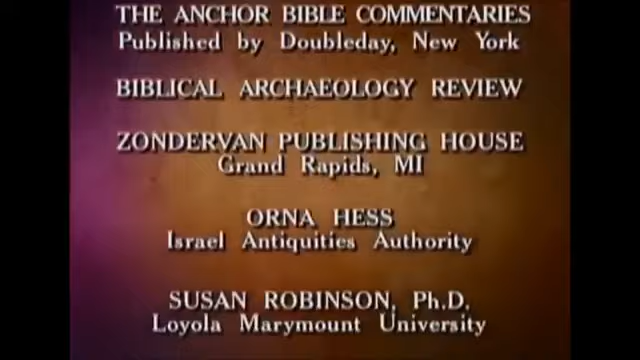 THE ANCHOR BIBLE COMMENTARIES
Published by Doubleday, New York
BIBLICAL ARCHAEOLOGY REVIEW
ZONDERVAN PUBLISHING HOUSE
Grand Rapids, MI
ORNA HESS
Israel Antiquities Authority
SUSAN ROBINSON, Ph.D.
Loyola Marymount University